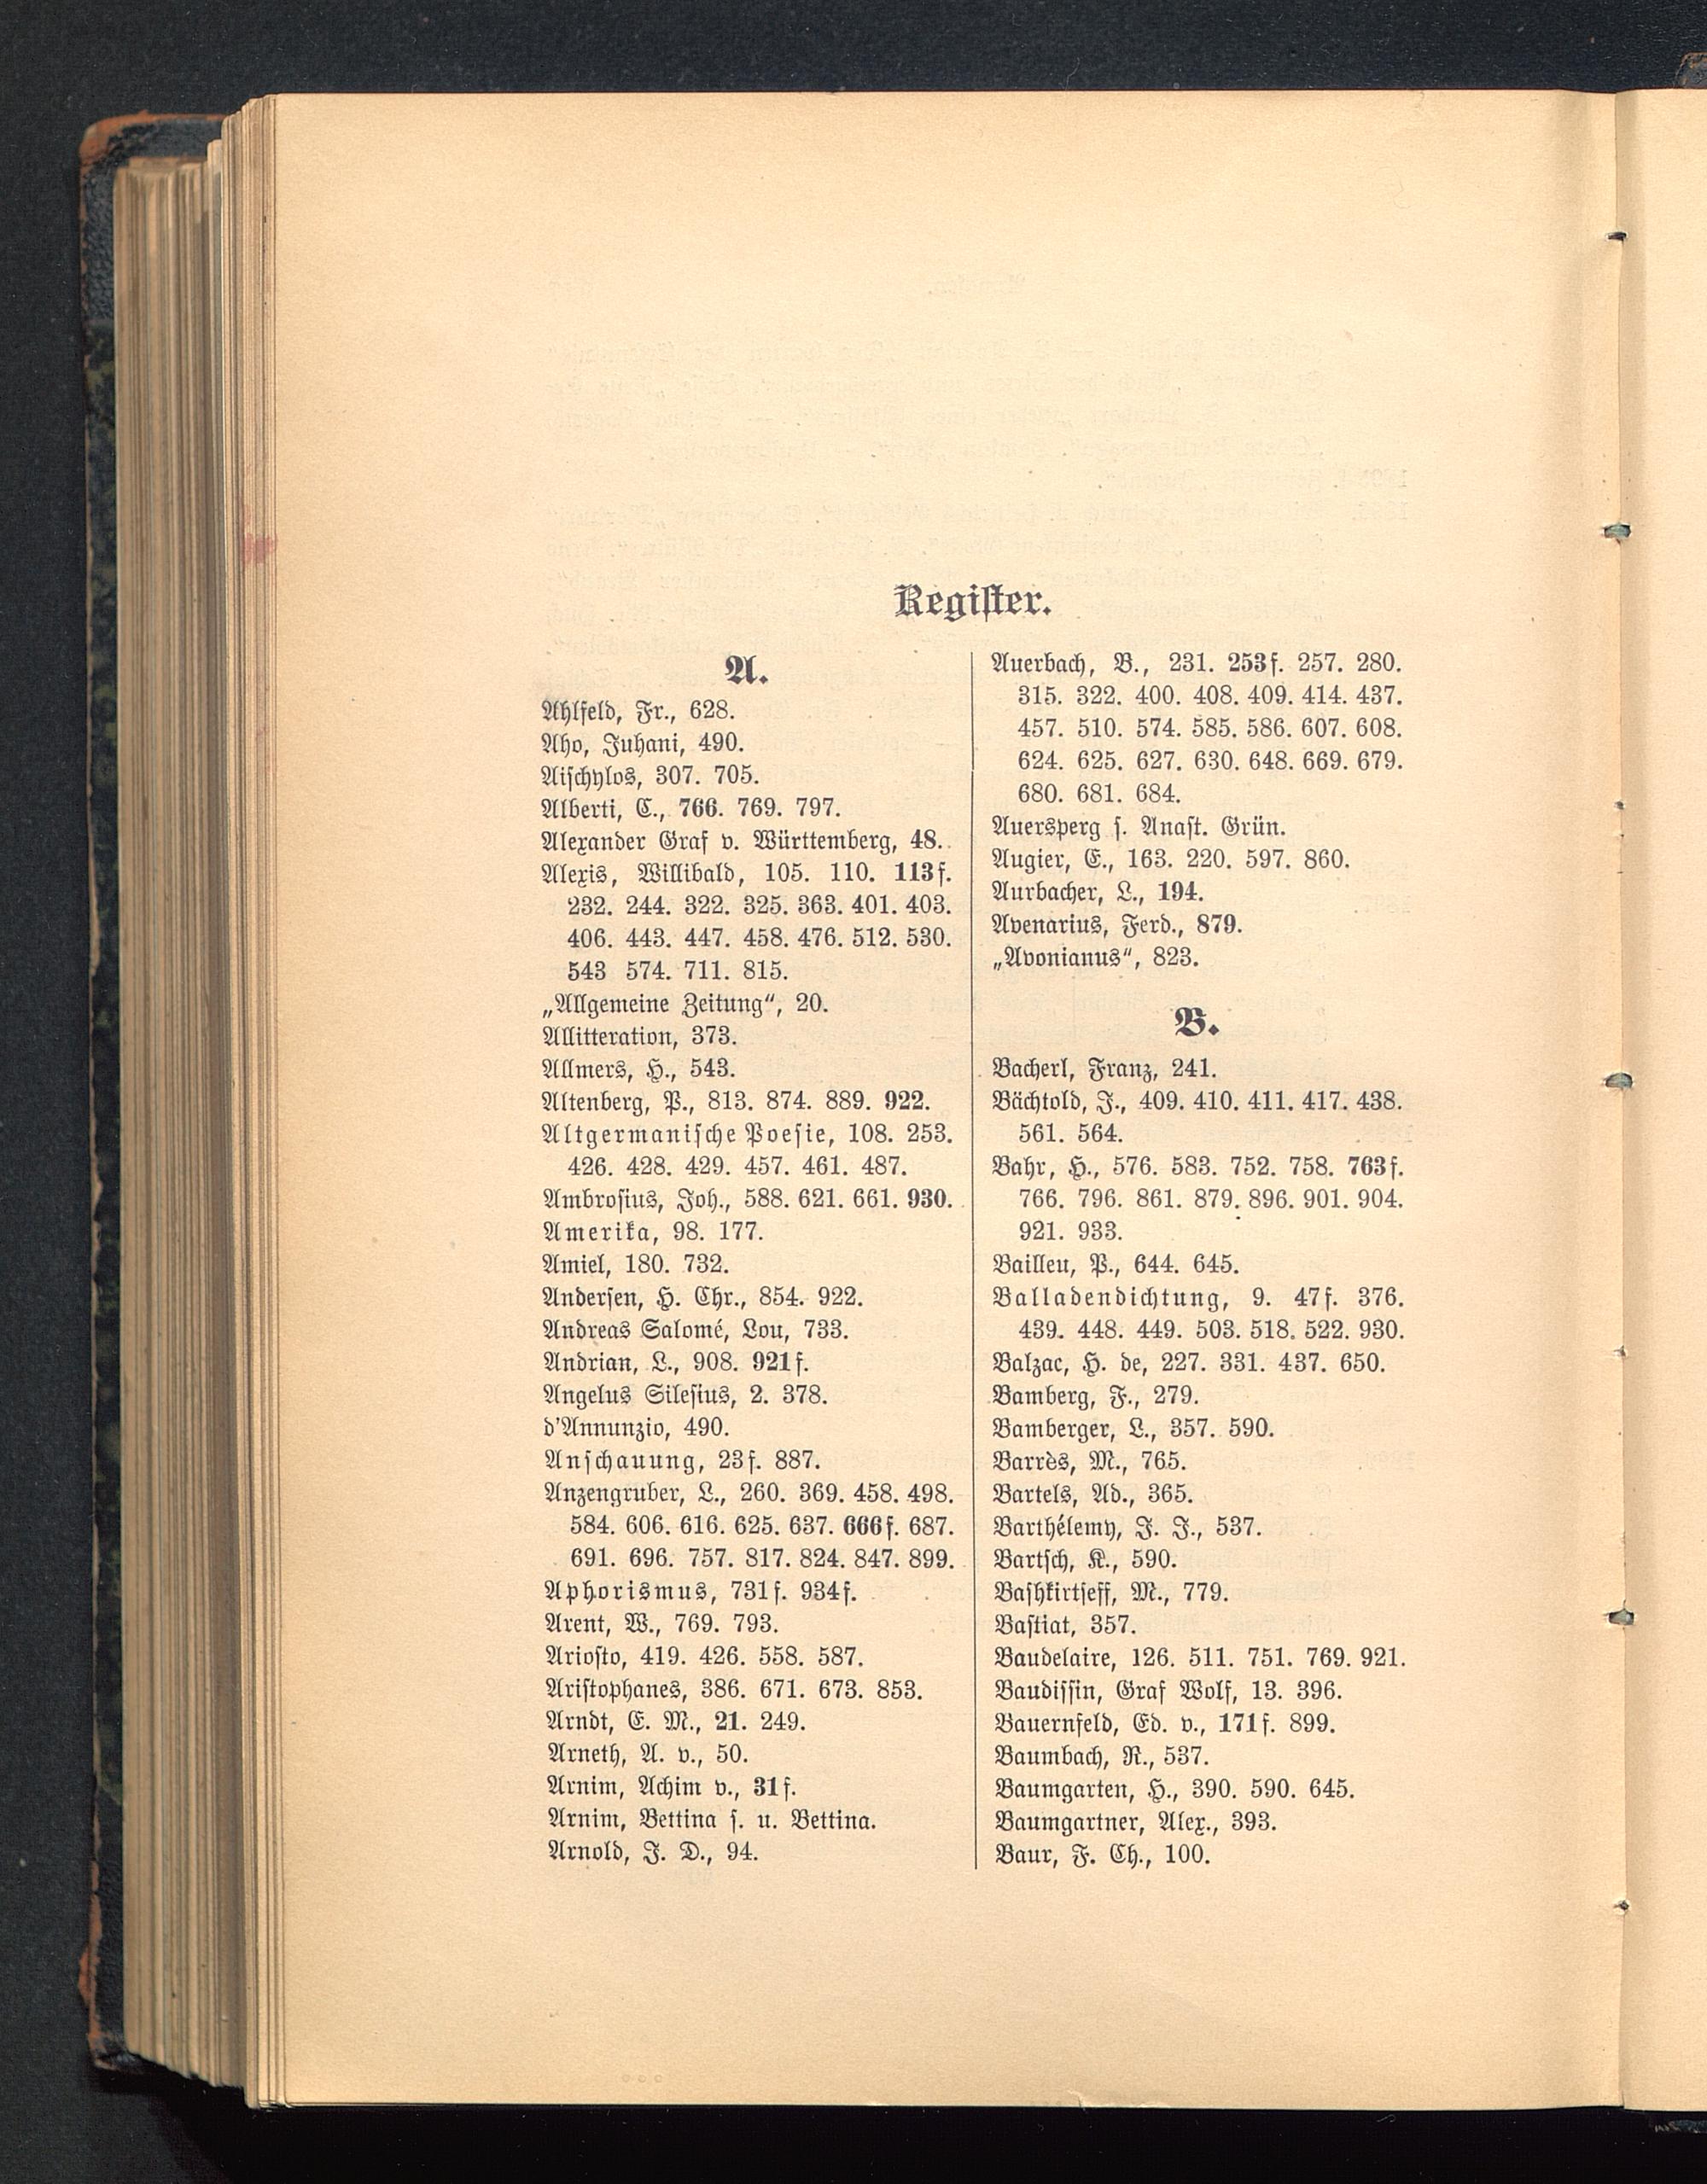 Register.
A.
Ahlfeld, Fr., 628.
Aho, Juhani, 490.
Aischylos, 307. 705.
Alberti, C., 766. 769. 797.
Alexander Graf v. Württemberg, 48.
Alexis, Willibald, 105. 110. 113f.
232. 244. 322. 325. 363. 401. 403.
406. 443. 447. 458. 476. 512. 530.
543 574. 711. 815.
„Allgemeine Zeitung“, 20.
Allitteration, 373.
Allmers, H., 543.
Altenberg, P., 813. 874. 889. 922.
Altgermanische Poesie, 108. 253.
426. 428. 429. 457. 461. 487.
Ambrosius, Joh., 588. 621. 661. 930.
Amerika, 98. 177.
Amiel, 180. 732.
Andersen, H. Chr., 854. 922.
Andreas Salomé, Lou, 733.
Andrian, L., 908. 921f.
Angelus Silesius, 2. 378.
d'Annunzio, 490.
Anschauung, 23f. 887.
Anzengruber, L., 260. 369. 458. 498.
584. 606. 616. 625. 637. 666f. 687.
691. 696. 757. 817. 824. 847. 899.
Aphorismus, 731f. 934f.
Arent, W., 769. 793.
Ariosto, 419. 426. 558. 587.
Aristophanes, 386. 671. 673. 853.
Arndt, E. M., 21. 249.
Arneth, A. v., 50.
Arnim, Achim v., 31f.
Arnim, Bettina s. u. Bettina.
Arnold, J. D., 94.
Auerbach, B., 231. 253f. 257. 280.
315. 322. 400. 408. 409. 414. 437.
457. 510. 574. 585. 586. 607. 608.
624. 625. 627. 630. 648. 669. 679.
680. 681. 684.
Auersperg s. Anast. Grün.
Augier, E., 163. 220. 597. 860.
Aurbacher, L., 194.
Avenarius, Ferd., 879.
„Avonianus“, 823.
B.
Bacherl, Franz, 241.
Bächtold, J., 409. 410. 411. 417. 438.
561. 564.
Bahr, H., 576. 583. 752. 758. 763f.
766. 796. 861. 879. 896. 901. 904.
921. 933.
Bailleu, P., 644. 645.
Balladendichtung, 9. 47f. 376.
439. 448. 449. 503. 518. 522. 930.
Balzac, H. de, 227. 331. 437. 650.
Bamberg, F., 279.
Bamberger, L., 357. 590.
Barrès, M., 765.
Bartels, Ad., 365.
Barthélemy, J. J., 537.
Bartsch, K., 590.
Bashkirtseff, M., 779.
Bastiat, 357.
Baudelaire, 126. 511. 751. 769. 921.
Baudissin, Graf Wolf, 13. 396.
Bauernfeld, Ed. v., 171f. 899.
Baumbach, R., 537.
Baumgarten, H., 390. 590. 645.
Baumgartner, Alex., 393.
Baur, F. Ch., 100.